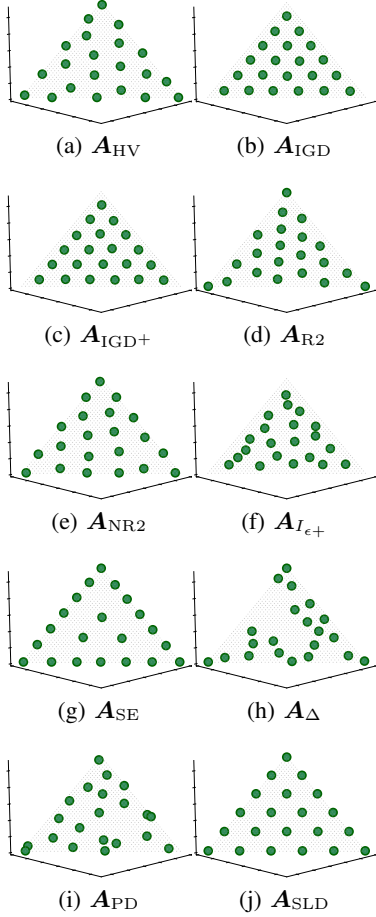 (a) A_HV
(b) A_IGD
(c) A_IGD+
(d) A_R2
(e) A_NR2
(f) A_Iϵ+
(g) A_SE
(h) A_Δ
(i) A_PD
(j) A_SLD